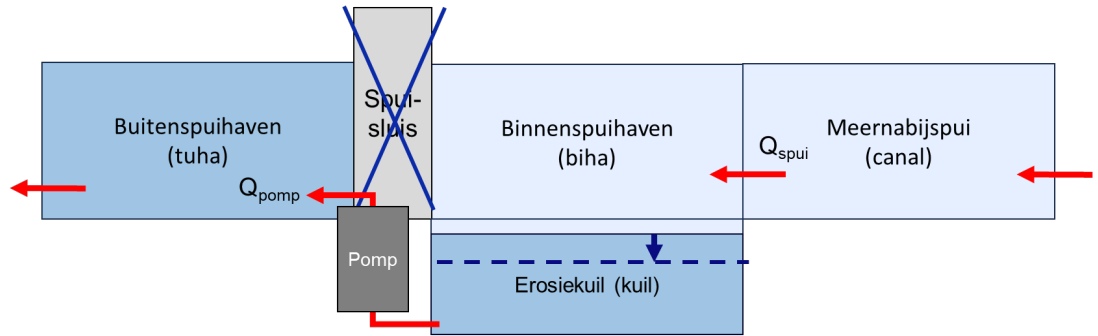 Buitenspuihaven
(tuha)
Spui-
sluis
Binnenspuihaven
(biha)
Meernabijspui
(canal)
Qspui
Qpomp
Pomp
Erosiekuil (kuil)